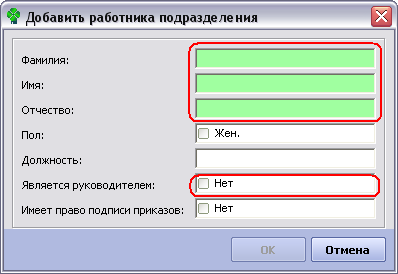 Добавить работника подразделения
Фамилия:
Имя:
Отчество:
Пол: Жен.
Должность:
Является руководителем: Нет
Имеет право подписи приказов: Нет
OK Отмена